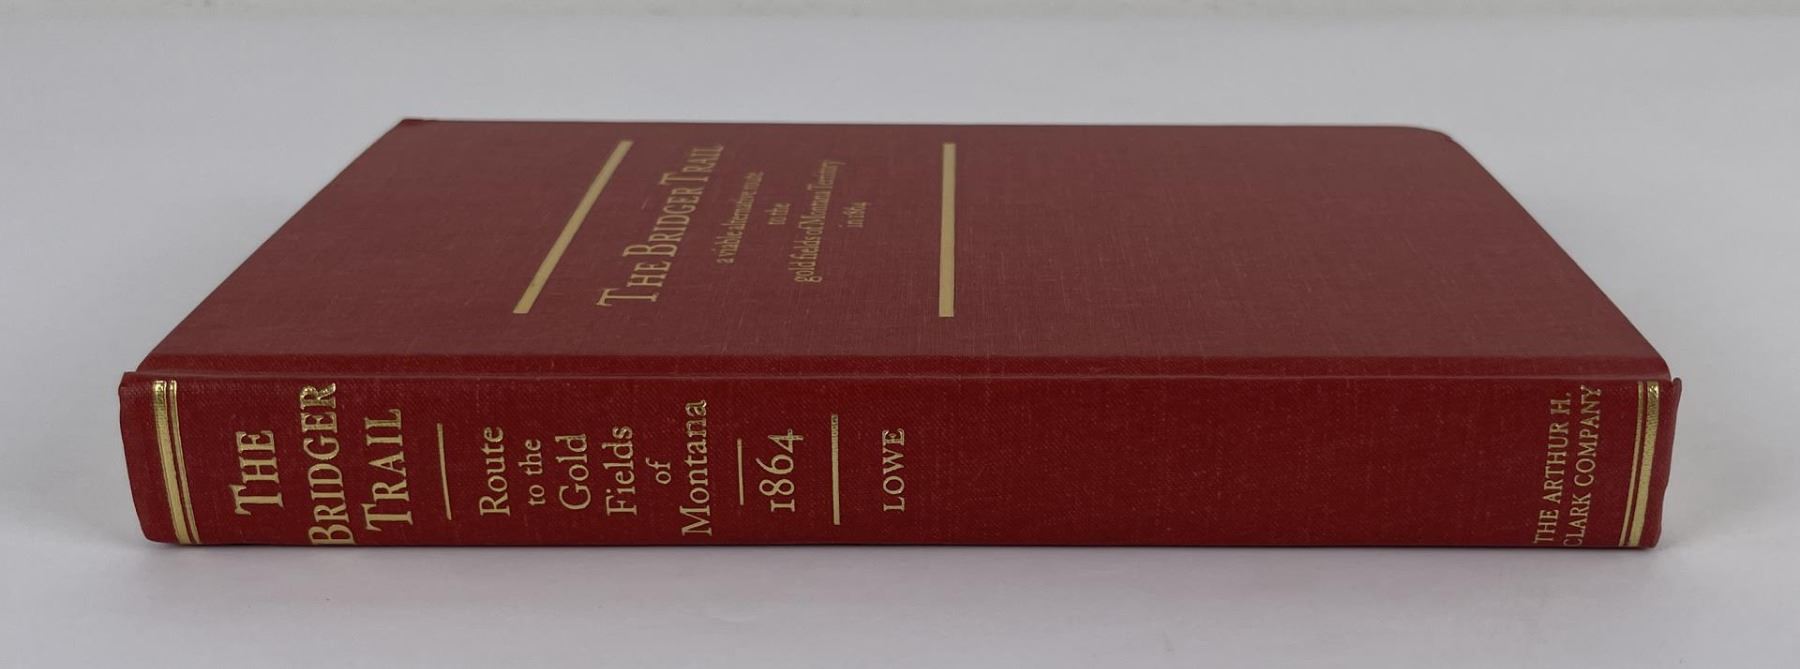 THE BRIDGER TRAIL
a viable alternative route
to the
gold fields of Montana Territory
in 1864
THE
BRIDGER
TRAIL
Route
to the
Gold
Fields
of
Montana
1864
LOWE
THE ARTHUR H.
CLARK COMPANY